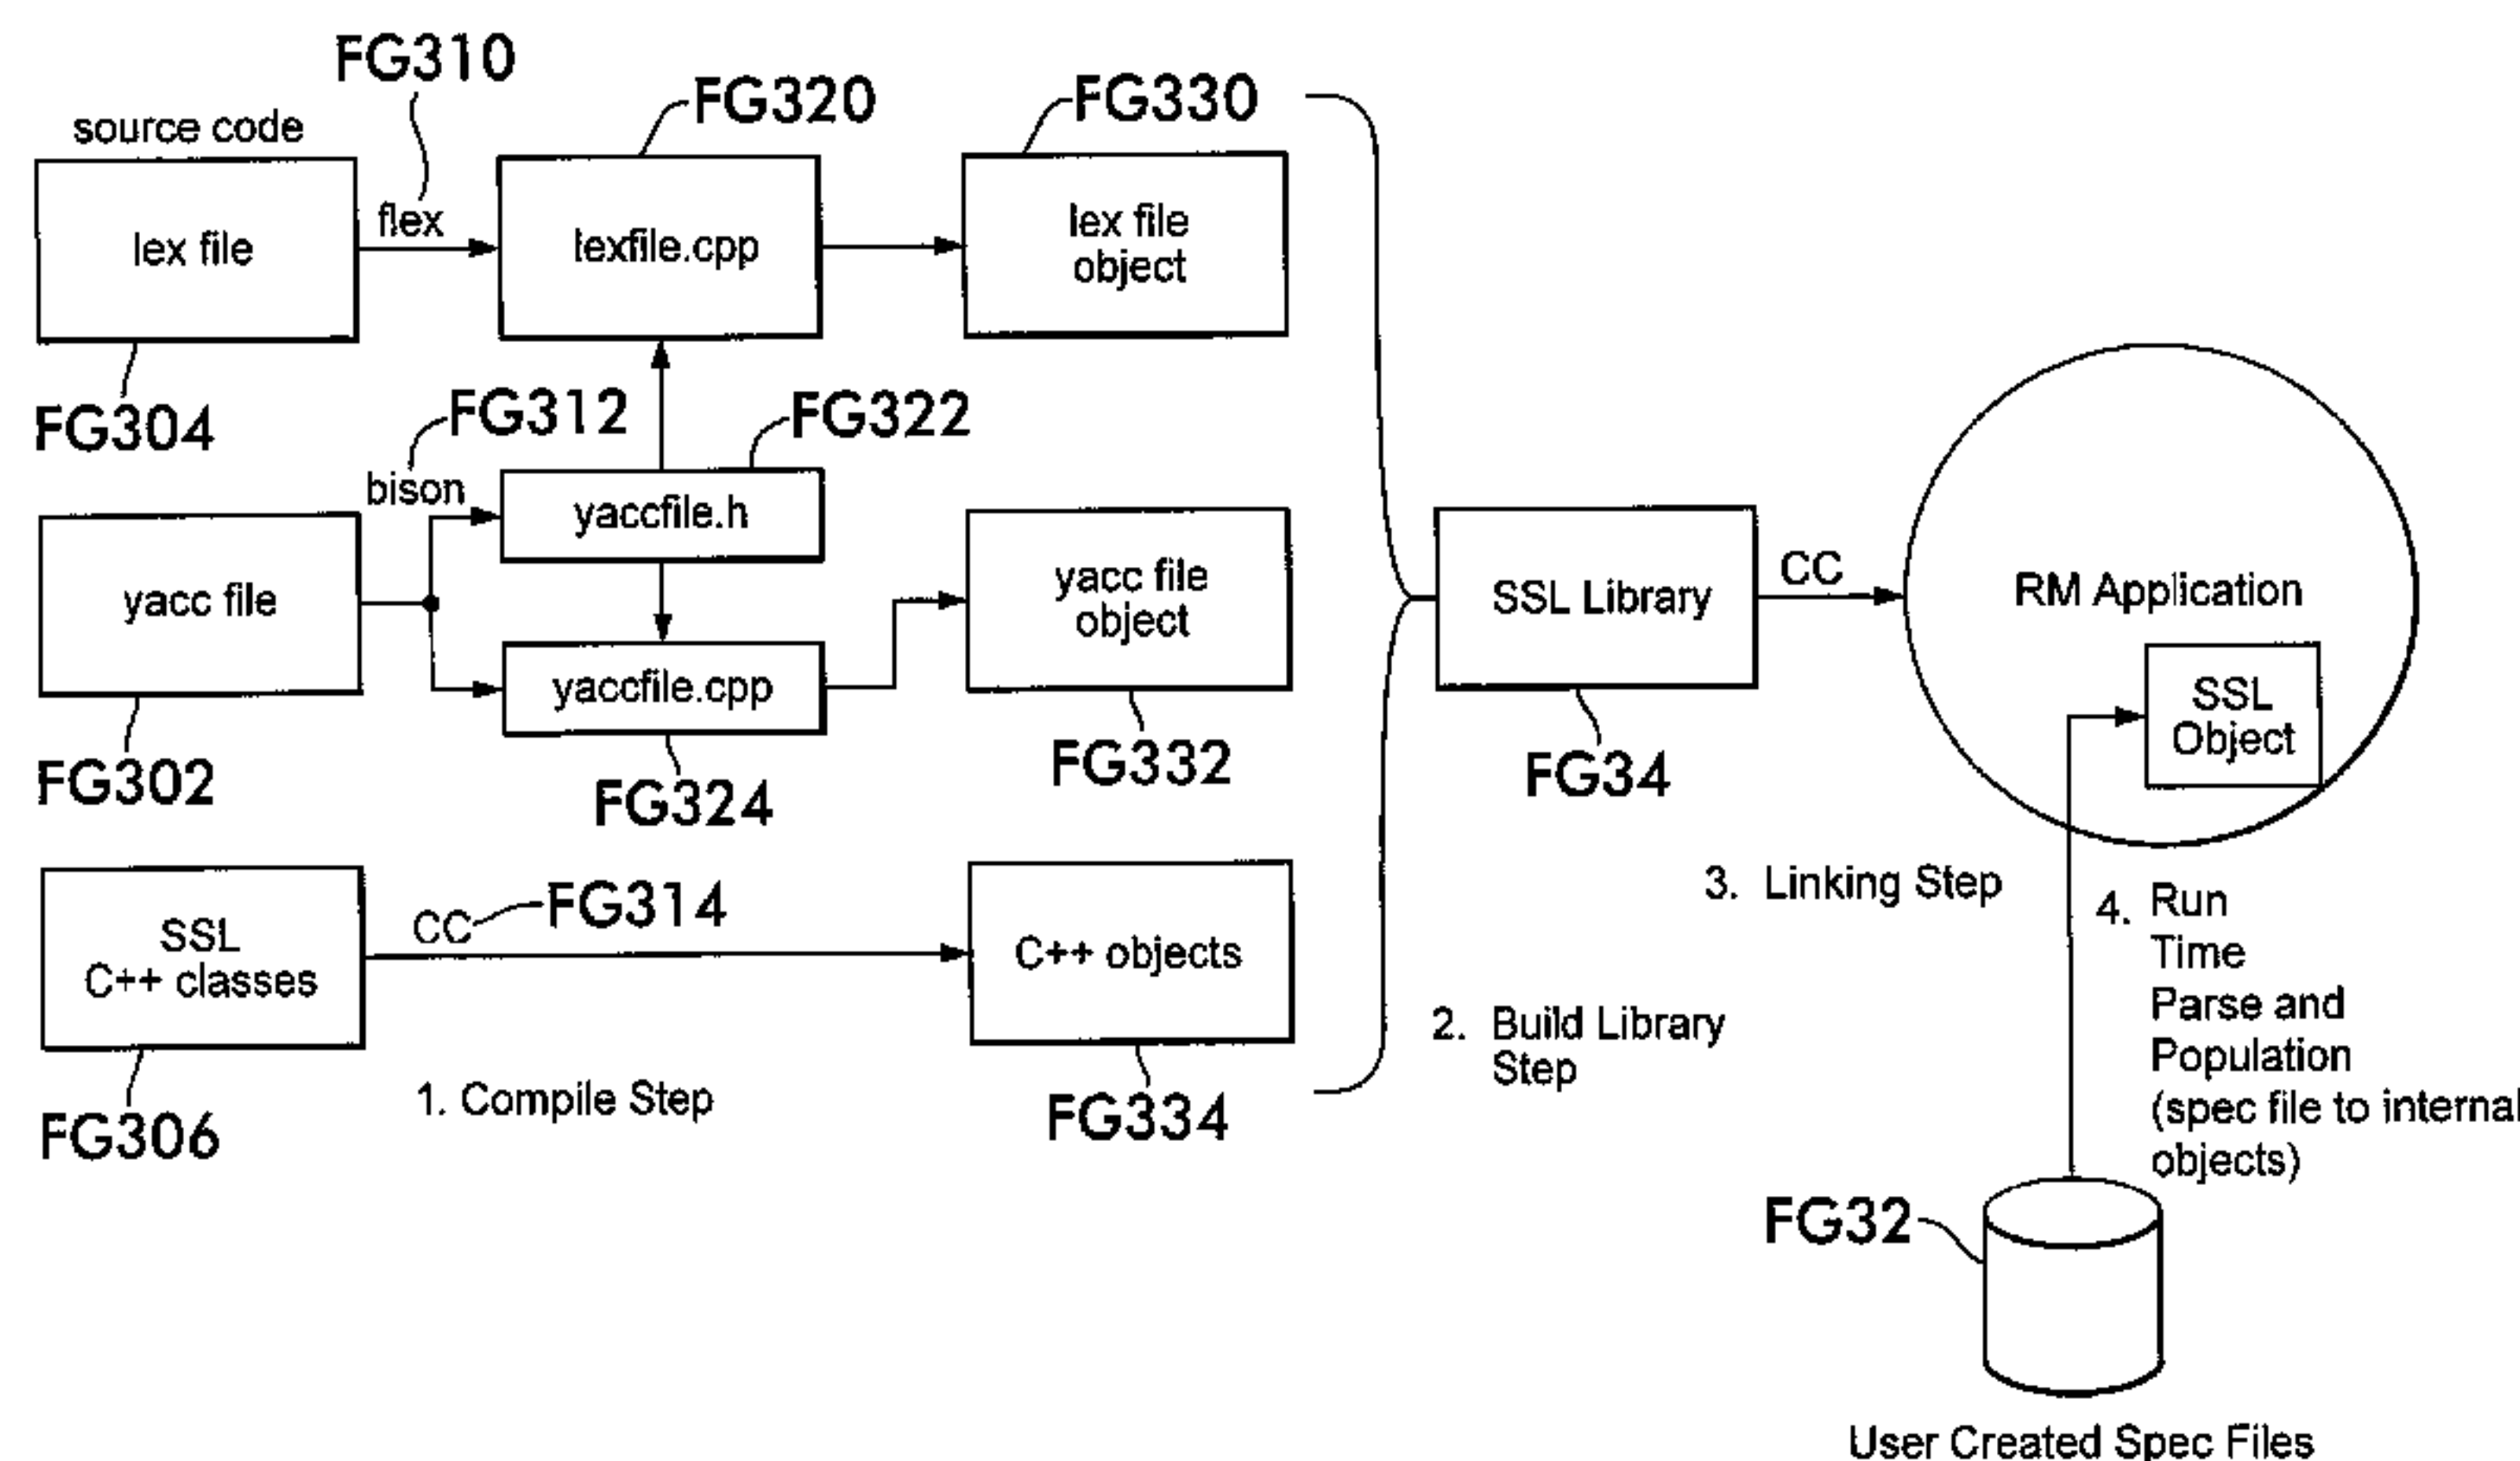 FG310
FG320
FG330
source code
lex file
flex
lexfile.cpp
lex file
object
FG304
FG312
FG322
bison
yacc file
yaccfile.h
yaccfile.cpp
yacc file
object
SSL Library
CC
RM Application
SSL
Object
FG302
FG324
FG332
FG34
SSL
C++ classes
CC
FG314
C++ objects
3. Linking Step
4. Run
Time
Parse and
Population
(spec file to internal
objects)
2. Build Library
Step
1. Compile Step
FG306
FG334
FG32
User Created Spec Files